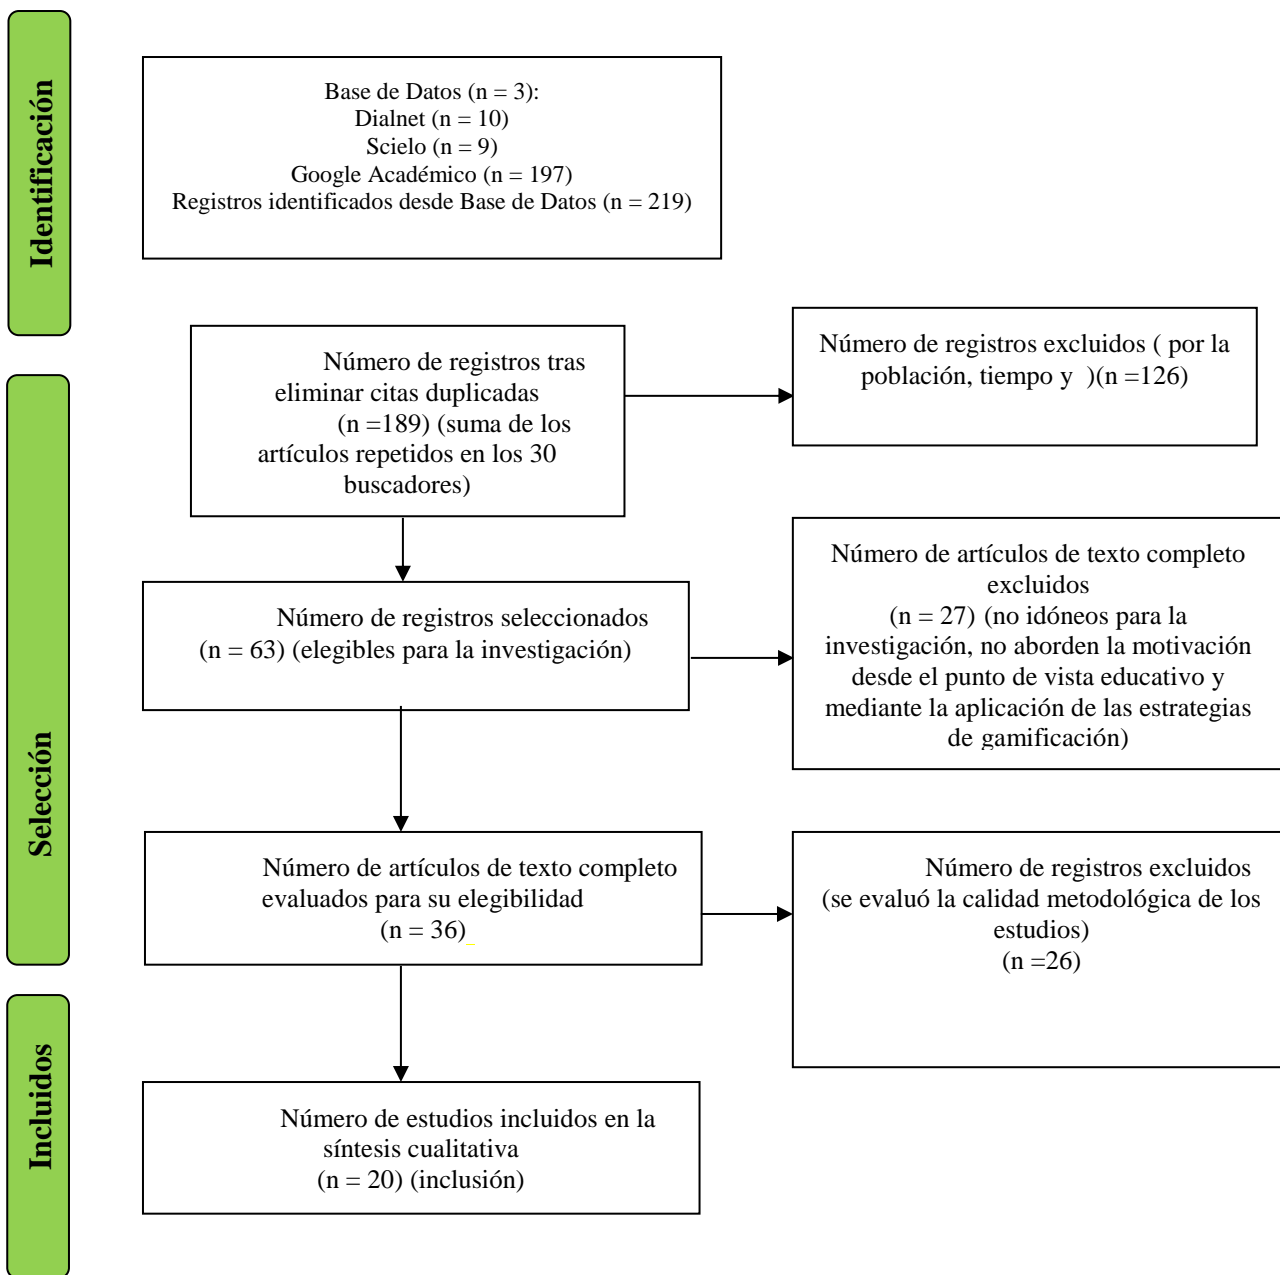 Identificación
Base de Datos (n = 3):
Dialnet (n = 10)
Scielo (n = 9)
Google Académico (n = 197)
Registros identificados desde Base de Datos (n = 219)
Selección
Número de registros tras
eliminar citas duplicadas
(n =189) (suma de los
artículos repetidos en los 30
buscadores)
Número de registros excluidos ( por la
población, tiempo y  )(n =126)
Número de registros seleccionados
(n = 63) (elegibles para la investigación)
Número de artículos de texto completo
excluidos
(n = 27) (no idóneos para la
investigación, no aborden la motivación
desde el punto de vista educativo y
mediante la aplicación de las estrategias
de gamificación)
Número de artículos de texto completo
evaluados para su elegibilidad
(n = 36)
Número de registros excluidos
(se evaluó la calidad metodológica de los
estudios)
(n =26)
Incluidos
Número de estudios incluidos en la
síntesis cualitativa
(n = 20) (inclusión)